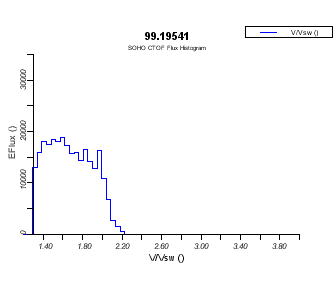 99.19541
SOHO CTOF Flux Histogram
V/Vsw ()
EFlux ()
30000
20000
10000
0
1.40 1.80 2.20 2.60 3.00 3.40 3.80
V/Vsw ()